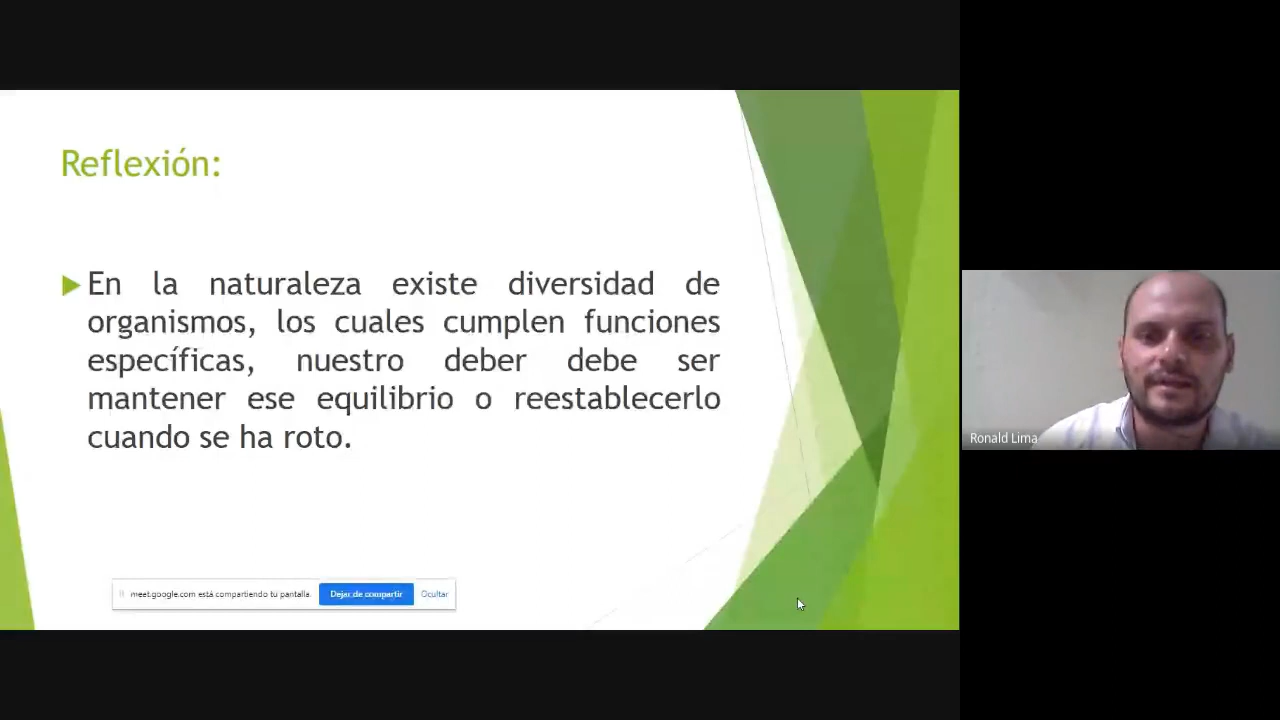 Reflexión:
En la naturaleza existe diversidad de
organismos, los cuales cumplen funciones
específicas, nuestro deber debe ser
mantener ese equilibrio o reestablecerlo
cuando se ha roto.
meet.google.com está compartiendo tu pantalla.
Dejar de compartir
Ocultar
Ronald Lima